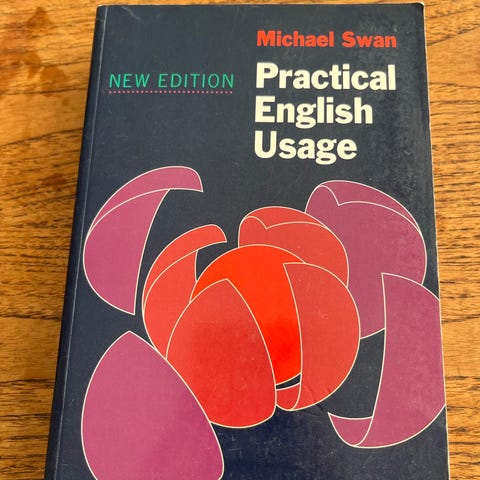 Michael Swan
NEW EDITION
Practical
English
Usage